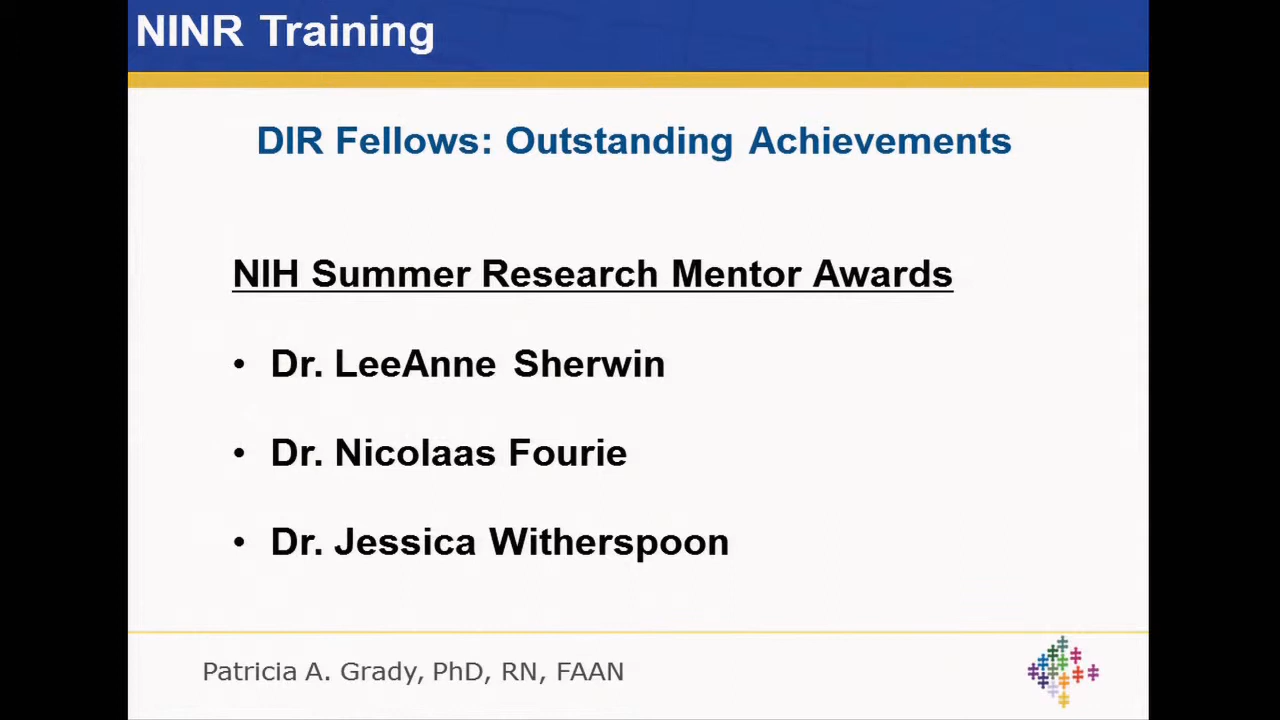 NINR Training
DIR Fellows: Outstanding Achievements
NIH Summer Research Mentor Awards
• Dr. LeeAnne Sherwin
• Dr. Nicolaas Fourie
• Dr. Jessica Witherspoon
Patricia A. Grady, PhD, RN, FAAN